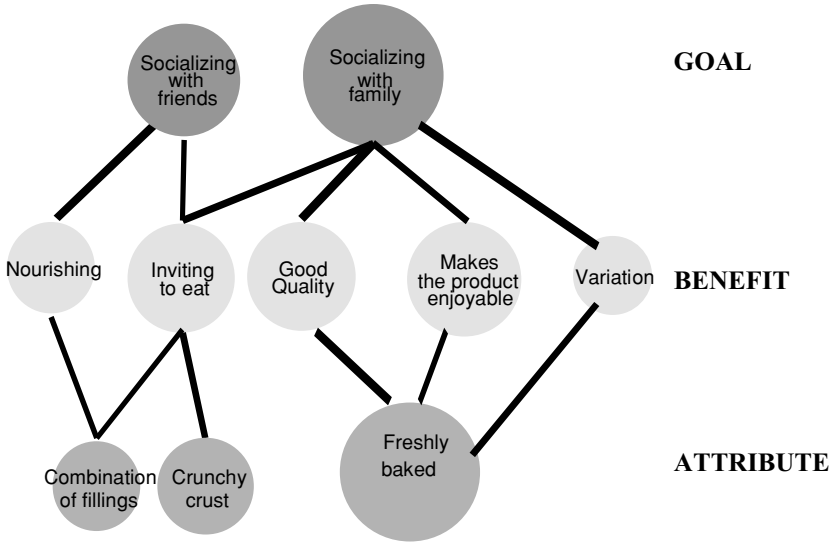 Socializing
with
friends
Socializing
with
family
GOAL
Nourishing
Inviting
to eat
Good
Quality
Makes
the product
enjoyable
Variation
BENEFIT
Combination
of fillings
Crunchy
crust
Freshly
baked
ATTRIBUTE